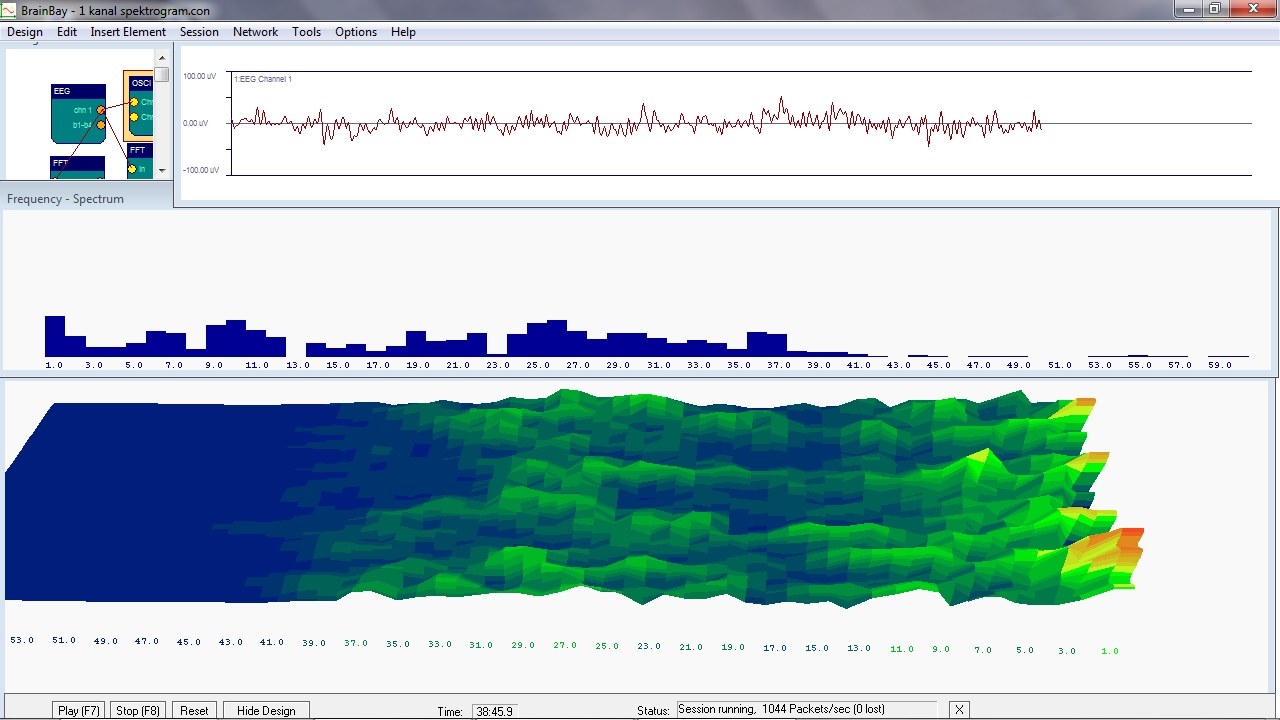 BrainBay - 1 kanal spektrogram.con
Design Edit Insert Element Session Network Tools Options Help
EEG
chn 1
b1-b4
OSCI
Ch
Ch
FFT
FFT
In
100.00 uV
0.00 uV
-100.00 uV
1:EEG Channel 1
Frequency - Spectrum
1.0 3.0 5.0 7.0 9.0 11.0 13.0 15.0 17.0 19.0 21.0 23.0 25.0 27.0 29.0 31.0 33.0 35.0 37.0 39.0 41.0 43.0 45.0 47.0 49.0 51.0 53.0 55.0 57.0 59.0
53.0 51.0 49.0 47.0 45.0 43.0 41.0 39.0 37.0 35.0 33.0 31.0 29.0 27.0 25.0 23.0 21.0 19.0 17.0 15.0 13.0 11.0 9.0 7.0 5.0 3.0 1.0
Play (F7) Stop (F8) Reset Hide Design Time: 38:45.9 Status: Session running, 1044 Packets/sec (0 lost) X